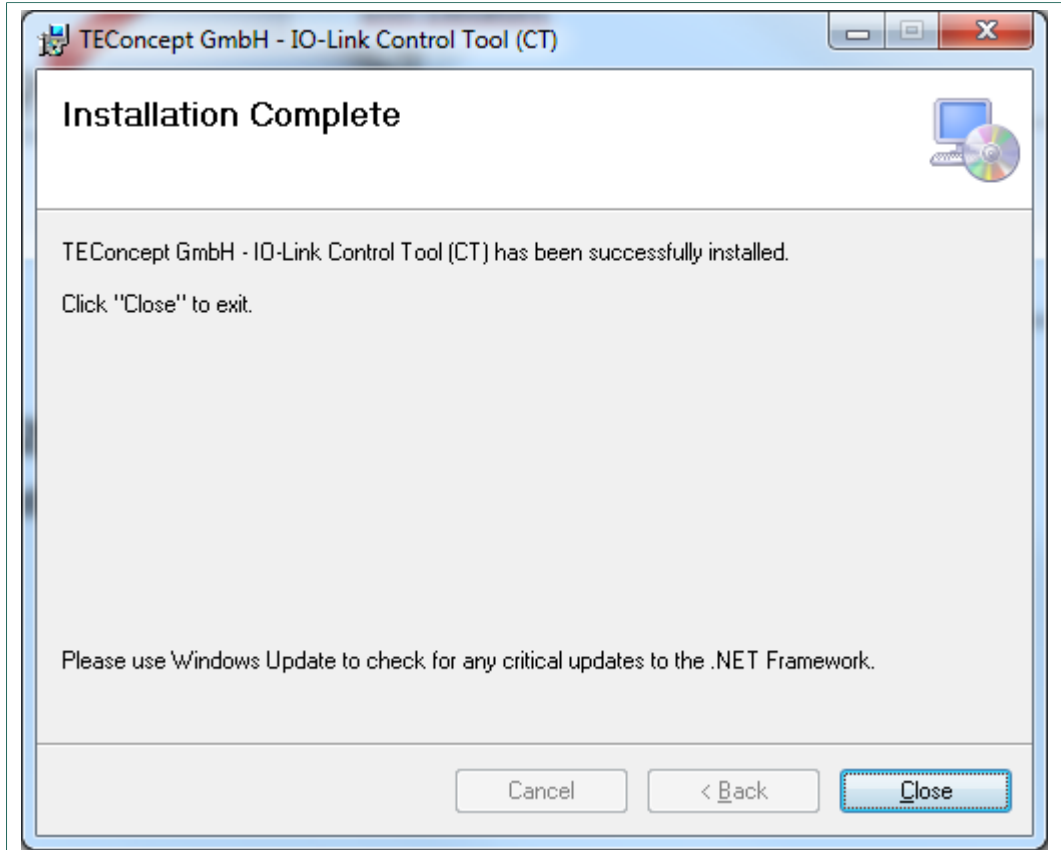 TEConcept GmbH - IO-Link Control Tool (CT)
Installation Complete
TEConcept GmbH - IO-Link Control Tool (CT) has been successfully installed.
Click "Close" to exit.
Please use Windows Update to check for any critical updates to the .NET Framework.
Cancel < Back Close